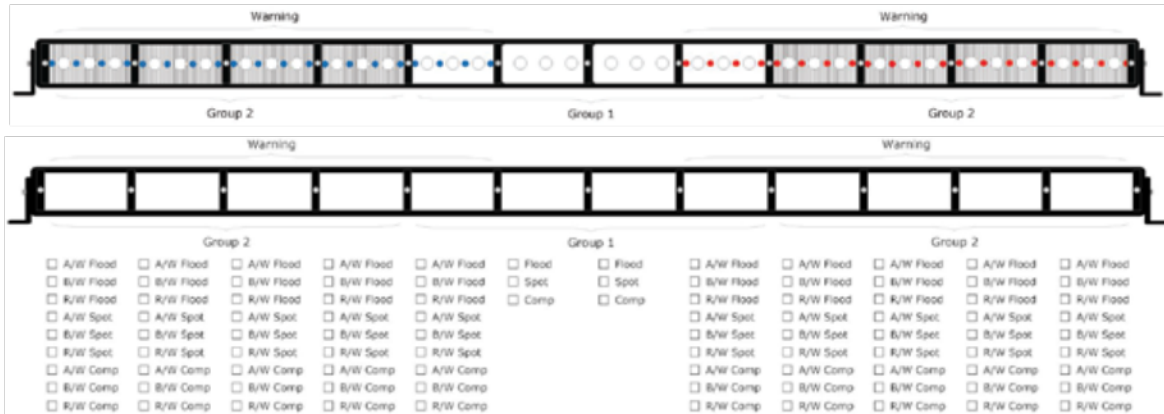 Warning Warning
Group 2 Group 1 Group 2
Warning Warning
Group 2 Group 1 Group 2
A/W Flood A/W Flood A/W Flood A/W Flood A/W Flood Flood Flood A/W Flood A/W Flood A/W Flood A/W Flood A/W Flood
B/W Flood B/W Flood B/W Flood B/W Flood B/W Flood Spot Spot B/W Flood B/W Flood B/W Flood B/W Flood B/W Flood
R/W Flood R/W Flood R/W Flood R/W Flood R/W Flood Comp Comp R/W Flood R/W Flood R/W Flood R/W Flood R/W Flood
A/W Spot A/W Spot A/W Spot A/W Spot A/W Spot A/W Spot A/W Spot A/W Spot A/W Spot A/W Spot
B/W Spot B/W Spot B/W Spot B/W Spot B/W Spot B/W Spot B/W Spot B/W Spot B/W Spot B/W Spot
R/W Spot R/W Spot R/W Spot R/W Spot R/W Spot R/W Spot R/W Spot R/W Spot R/W Spot R/W Spot
A/W Comp A/W Comp A/W Comp A/W Comp A/W Comp A/W Comp A/W Comp A/W Comp A/W Comp A/W Comp
B/W Comp B/W Comp B/W Comp B/W Comp B/W Comp B/W Comp B/W Comp B/W Comp B/W Comp B/W Comp
R/W Comp R/W Comp R/W Comp R/W Comp R/W Comp R/W Comp R/W Comp R/W Comp R/W Comp R/W Comp